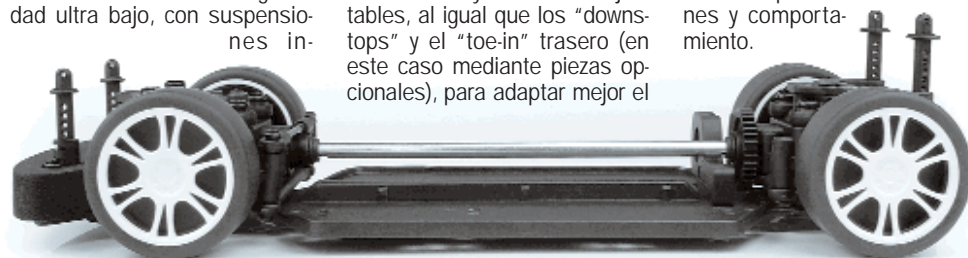 dad ultra bajo, con suspensio-
nes in-
tables, al igual que los "downs-
tops" y el "toe-in" trasero (en
este caso mediante piezas op-
cionales), para adaptar mejor el
nes y comporta-
miento.